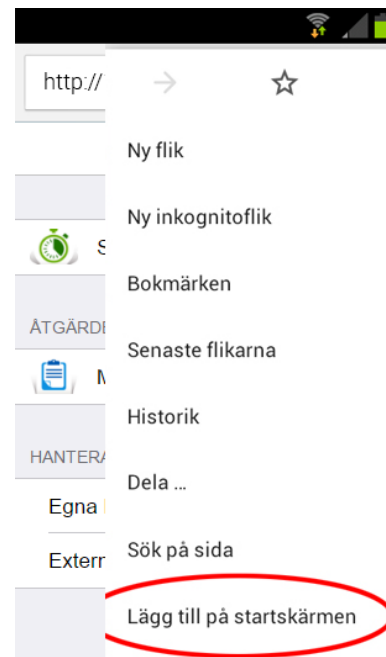 http://
Ny flik
Ny inkognitoflik
Bokmärken
Senaste flikarna
ÅTGÄRD
Historik
HANTERA
Dela ...
Egna
Sök på sida
Extern
Lägg till på startskärmen